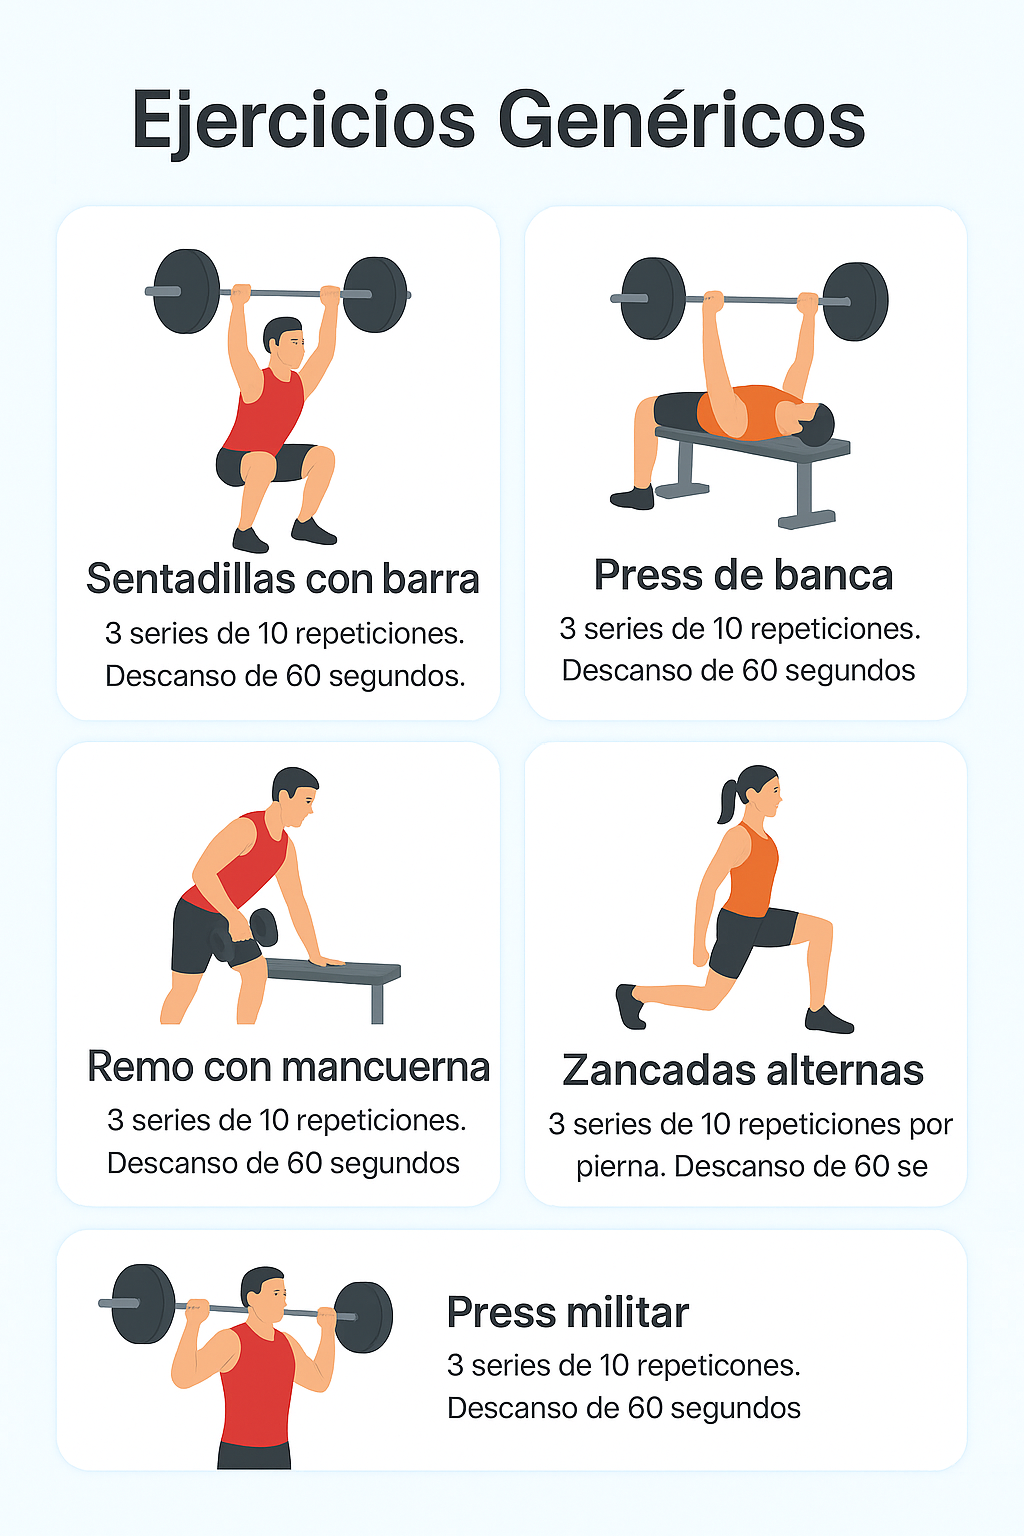 Ejercicios Genéricos
Sentadillas con barra
3 series de 10 repeticiones.
Descanso de 60 segundos.
Press de banca
3 series de 10 repeticiones.
Descanso de 60 segundos
Remo con mancuerna
3 series de 10 repeticiones.
Descanso de 60 segundos
Zancadas alternas
3 series de 10 repeticiones por
pierna. Descanso de 60 se
Press militar
3 series de 10 repeticones.
Descanso de 60 segundos